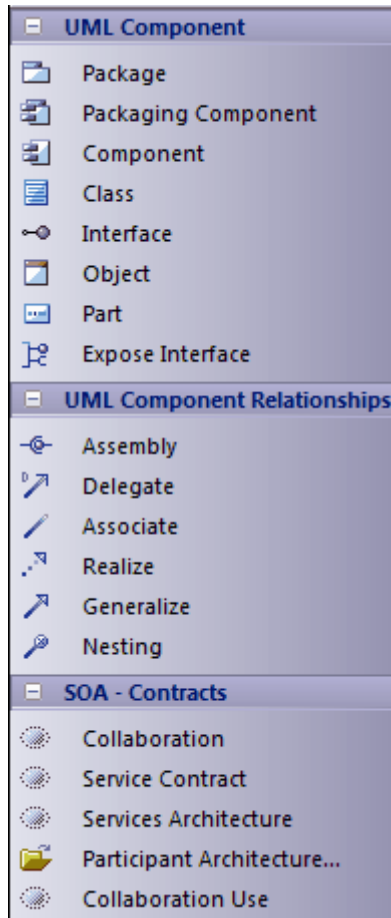 UML Component
Package
Packaging Component
Component
Class
Interface
Object
Part
Expose Interface
UML Component Relationships
Assembly
Delegate
Associate
Realize
Generalize
Nesting
SOA - Contracts
Collaboration
Service Contract
Services Architecture
Participant Architecture...
Collaboration Use